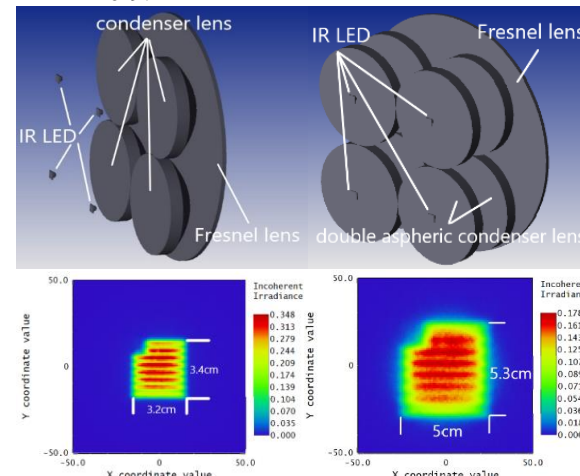 condenser lens
IR LED
Fresnel lens
IR LED
Fresnel lens
double aspheric condenser lens
50.0
0
-50.0
Y coordinate value
-50.0 0 50.0
X coordinate value
3.4cm
3.2cm
Incoherent
Irradiance
0.348
0.313
0.279
0.244
0.209
0.174
0.139
0.104
0.070
0.035
0.000
50.0
0
-50.0
Y coordinate value
-50.0 0 50.0
X coordinate value
5.3cm
5cm
Incoherent
Irradiance
0.178